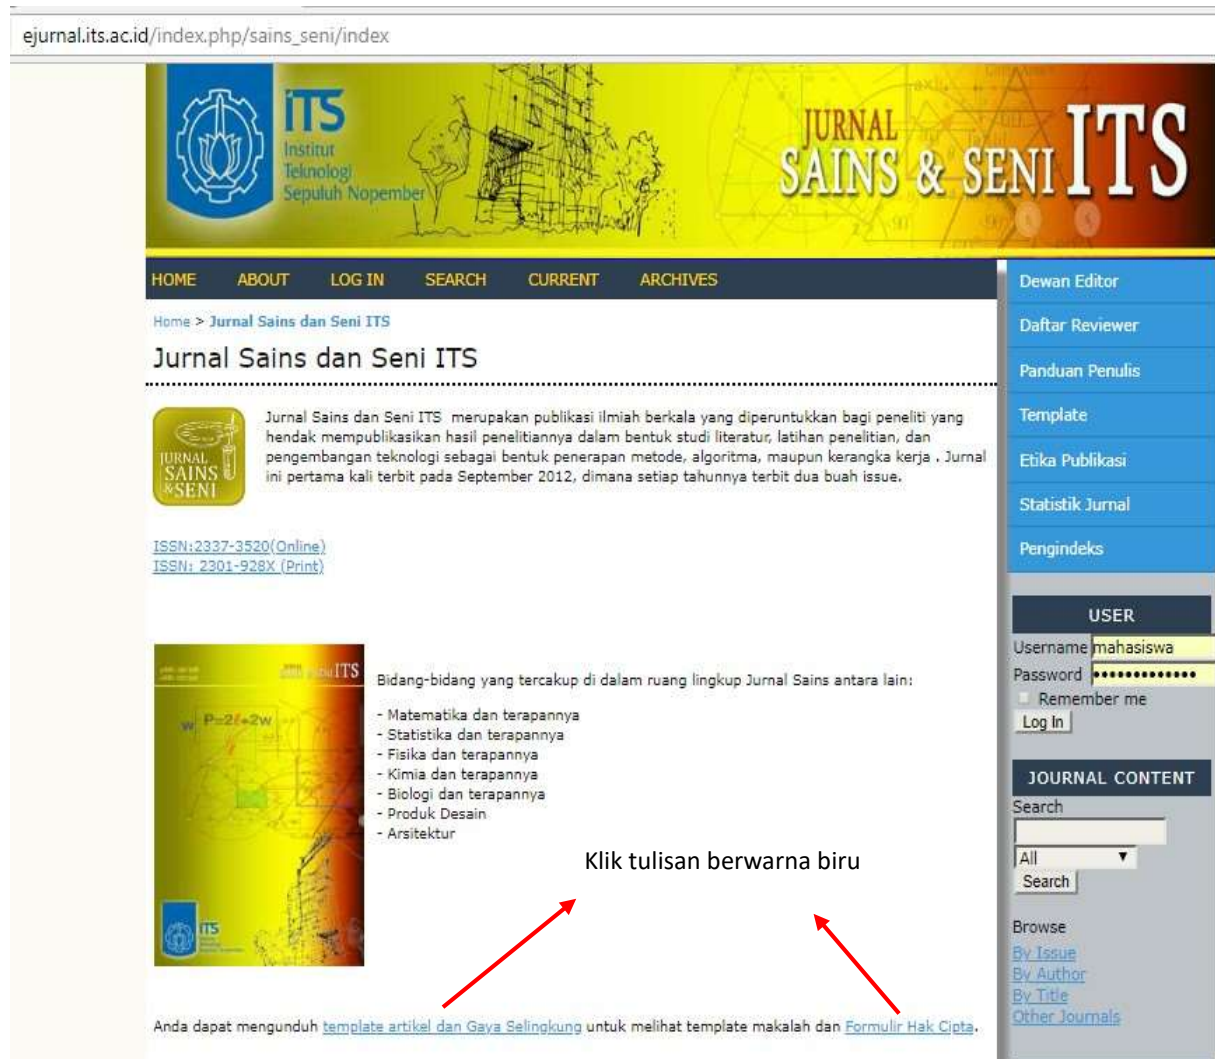 ejurnal.its.ac.id/index.php/sains_seni/index
iTS
Institut
Teknologi
Sepuluh Nopember
JURNAL
SAINS & SENI ITS
HOME ABOUT LOG IN SEARCH CURRENT ARCHIVES
Home > Jurnal Sains dan Seni ITS
Jurnal Sains dan Seni ITS
JURNAL
SAINS
&SENI
Jurnal Sains dan Seni ITS merupakan publikasi ilmiah berkala yang diperuntukkan bagi peneliti yang
hendak mempublikasikan hasil penelitiannya dalam bentuk studi literatur, latihan penelitian, dan
pengembangan teknologi sebagai bentuk penerapan metode, algoritma, maupun kerangka kerja . Jurnal
ini pertama kali terbit pada September 2012, dimana setiap tahunnya terbit dua buah issue.
ISSN:2337-3520(Online)
ISSN: 2301-928X (Print)
ITS
P=2ℓ+2w
w
iTS
Bidang-bidang yang tercakup di dalam ruang lingkup Jurnal Sains antara lain:
- Matematika dan terapannya
- Statistika dan terapannya
- Fisika dan terapannya
- Kimia dan terapannya
- Biologi dan terapannya
- Produk Desain
- Arsitektur
Klik tulisan berwarna biru
Anda dapat mengunduh template artikel dan Gaya Selingkung untuk melihat template makalah dan Formulir Hak Cipta.
Dewan Editor
Daftar Reviewer
Panduan Penulis
Template
Etika Publikasi
Statistik Jurnal
Pengindeks
USER
Username mahasiswa
Password •••••••••••••
Remember me
Log In
JOURNAL CONTENT
Search
All
Search
Browse
By Issue
By Author
By Title
Other Journals